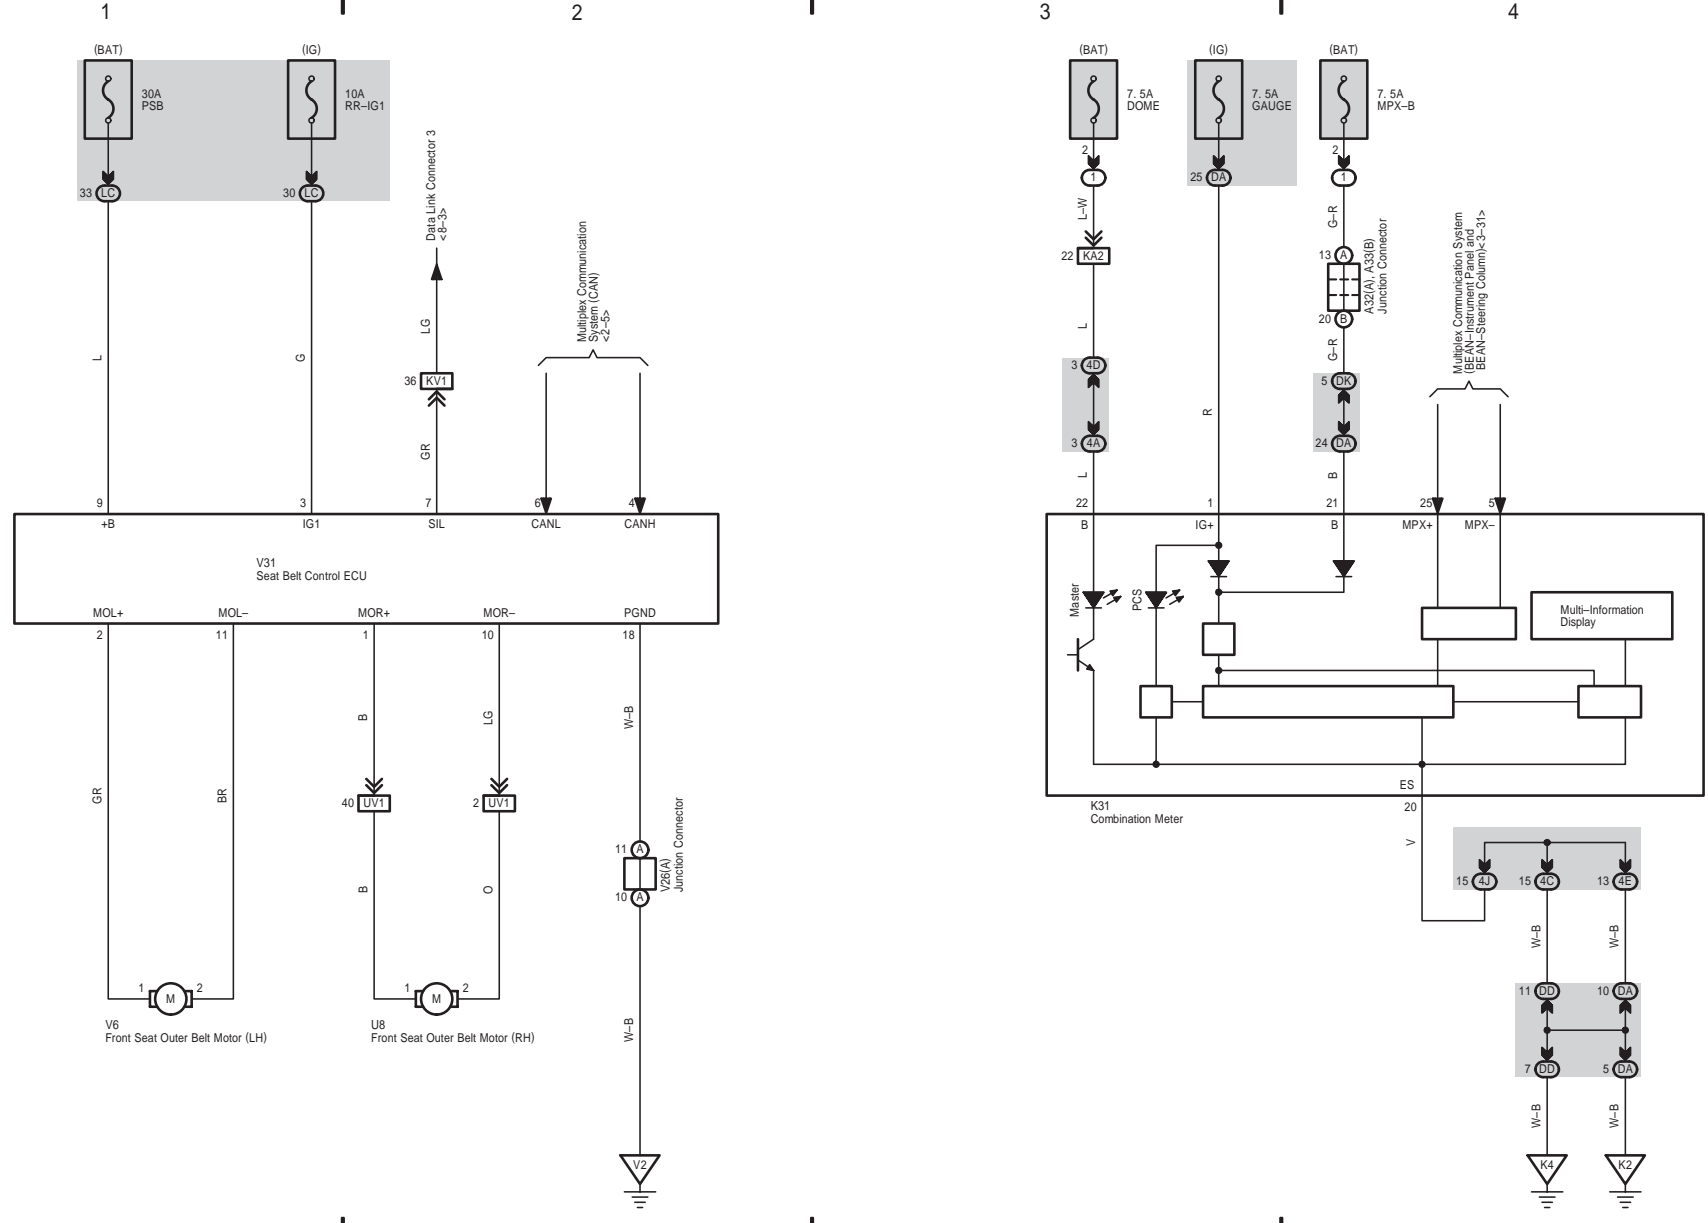 1
2
3
4
(BAT)
(IG)
(BAT)
(IG)
(BAT)
30A
PSB
10A
RR–IG1
7. 5A
DOME
7. 5A
GAUGE
7. 5A
MPX–B
33 LC
30 LC
2
1
25 DA
2
1
Data Link Connector 3
<8–3>
Multiplex Communication
System (CAN)
<2–5>
L–W
22 KA2
G–R
13 A
A32(A), A33(B)
Junction Connector
20 B
Multiplex Communication System
(BEAN–Instrument Panel and
BEAN–Steering Column)<3–31>
L
G
LG
36 KV1
GR
L
3 4D
3 4A
L
R
G–R
5 DK
24 DA
B
9
3
7
6
4
22
1
21
25
5
+B
IG1
SIL
CANL
CANH
B
IG+
B
MPX+
MPX–
V31
Seat Belt Control ECU
Master
PCS
Multi–Information
Display
MOL+
MOL–
MOR+
MOR–
PGND
2
11
1
10
18
GR
BR
B
LG
W–B
40 UV1
2 UV1
B
O
11 A
V26(A)
Junction Connector
10 A
W–B
ES
K31
Combination Meter
20
V
15 4J
15 4C
13 4E
W–B
W–B
1
M
2
1
M
2
V6
Front Seat Outer Belt Motor (LH)
U8
Front Seat Outer Belt Motor (RH)
11 DD
10 DA
7 DD
5 DA
W–B
W–B
V2
K4
K2